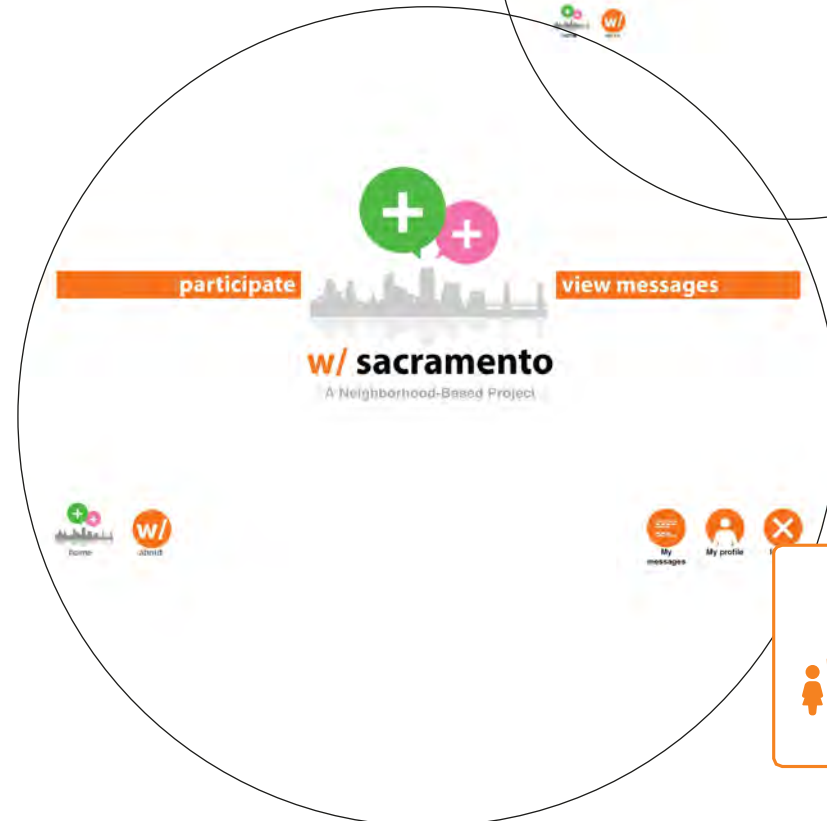 w/
participate
view messages
w/ sacramento
A Neighborhood-Based Project
w/
home
about
My messages
My profile